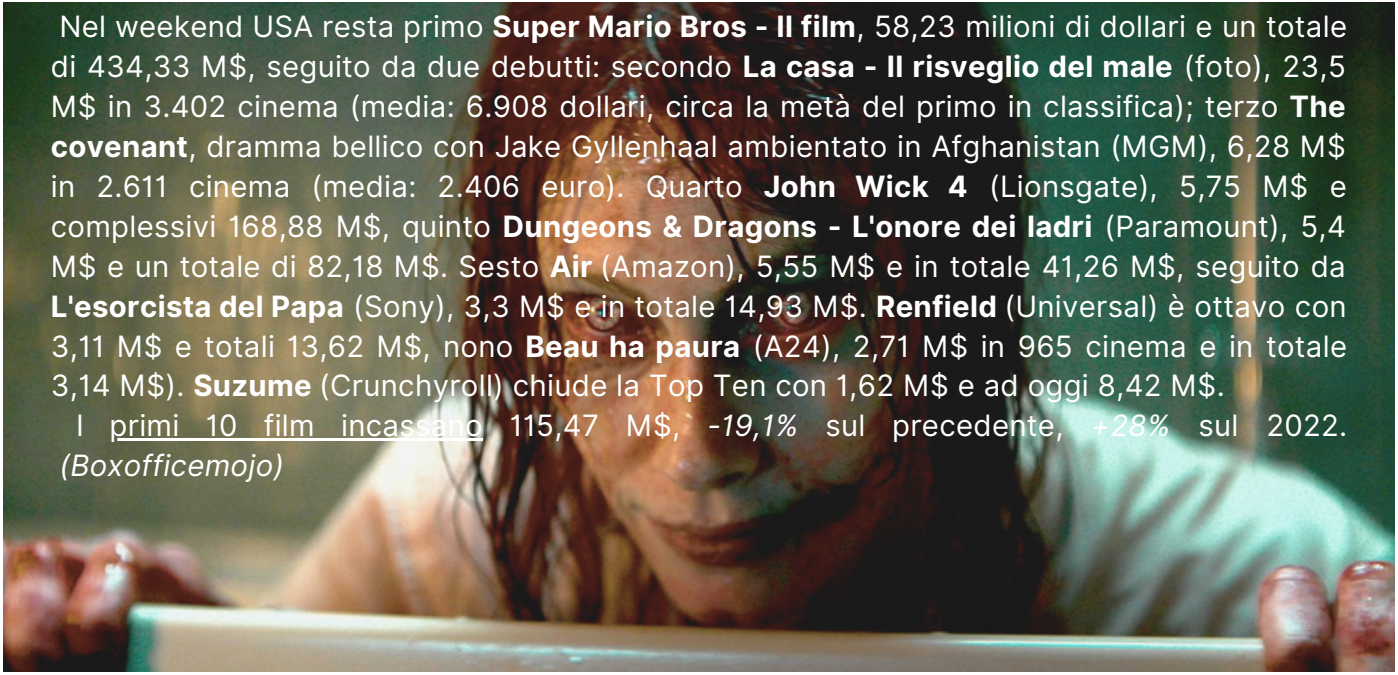 Nel weekend USA resta primo Super Mario Bros - Il film, 58,23 milioni di dollari e un totale
di 434,33 M$, seguito da due debutti: secondo La casa - Il risveglio del male (foto), 23,5
M$ in 3.402 cinema (media: 6.908 dollari, circa la metà del primo in classifica); terzo The
covenant, dramma bellico con Jake Gyllenhaal ambientato in Afghanistan (MGM), 6,28 M$
in 2.611 cinema (media: 2.406 euro). Quarto John Wick 4 (Lionsgate), 5,75 M$ e
complessivi 168,88 M$, quinto Dungeons & Dragons - L'onore dei ladri (Paramount), 5,4
M$ e un totale di 82,18 M$. Sesto Air (Amazon), 5,55 M$ e in totale 41,26 M$, seguito da
L'esorcista del Papa (Sony), 3,3 M$ e in totale 14,93 M$. Renfield (Universal) è ottavo con
3,11 M$ e totali 13,62 M$, nono Beau ha paura (A24), 2,71 M$ in 965 cinema e in totale
3,14 M$). Suzume (Crunchyroll) chiude la Top Ten con 1,62 M$ e ad oggi 8,42 M$.
I primi 10 film incassano 115,47 M$, -19,1% sul precedente, +28% sul 2022.
(Boxofficemojo)